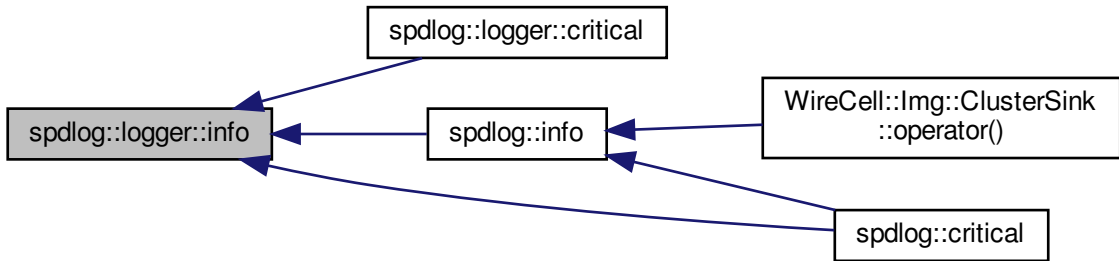 spdlog::logger::critical
spdlog::logger::info
spdlog::info
WireCell::Img::ClusterSink
::operator()
spdlog::critical